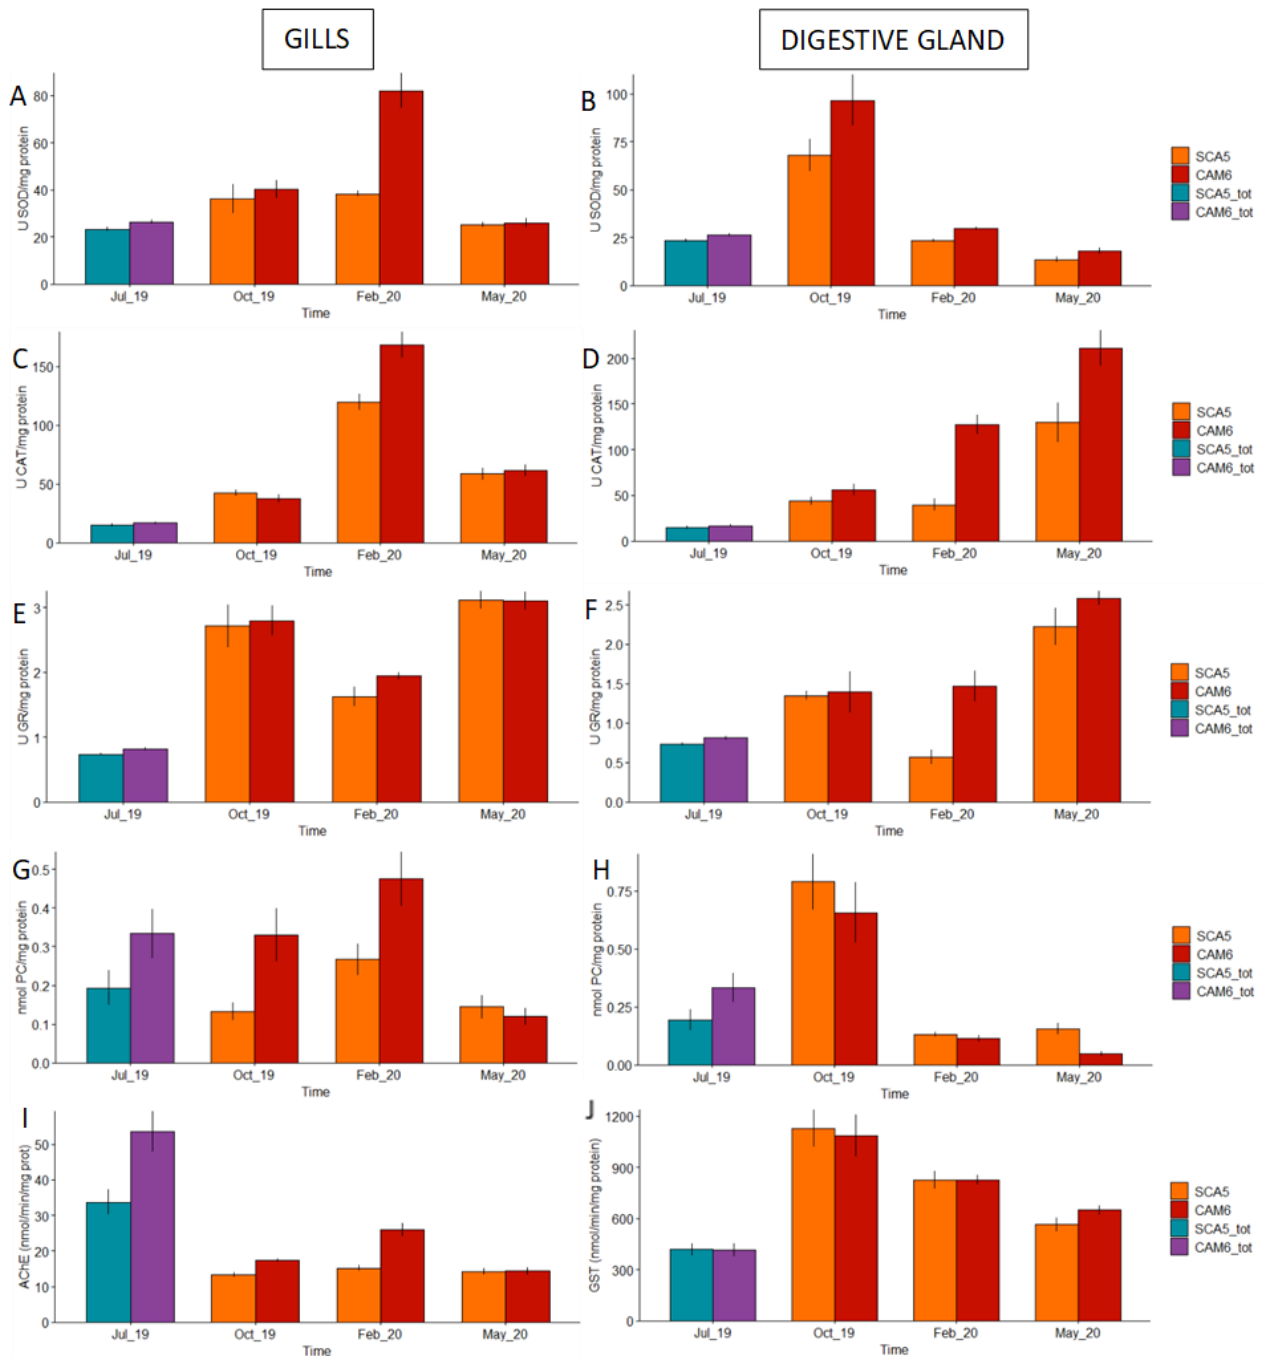 GILLS
DIGESTIVE GLAND
A
U SOD/mg protein
80
60
40
20
0
Jul_19 Oct_19 Feb_20 May_20
Time
B
U SOD/mg protein
100
75
50
25
0
Jul_19 Oct_19 Feb_20 May_20
Time
SCA5
CAM6
SCA5_tot
CAM6_tot
C
U CAT/mg protein
150
100
50
0
Jul_19 Oct_19 Feb_20 May_20
Time
D
U CAT/mg protein
200
150
100
50
0
Jul_19 Oct_19 Feb_20 May_20
Time
SCA5
CAM6
SCA5_tot
CAM6_tot
E
U GR/mg protein
3
2
1
0
Jul_19 Oct_19 Feb_20 May_20
Time
F
U GR/mg protein
2.5
2.0
1.5
1.0
0.5
0.0
Jul_19 Oct_19 Feb_20 May_20
Time
SCA5
CAM6
SCA5_tot
CAM6_tot
G
nmol PC/mg protein
0.5
0.4
0.3
0.2
0.1
0.0
Jul_19 Oct_19 Feb_20 May_20
Time
H
nmol PC/mg protein
0.75
0.50
0.25
0.00
Jul_19 Oct_19 Feb_20 May_20
Time
SCA5
CAM6
SCA5_tot
CAM6_tot
I
AChE (nmol/min/mg prot)
50
40
30
20
10
0
Jul_19 Oct_19 Feb_20 May_20
Time
J
GST (nmol/min/mg protein)
1200
900
600
300
0
Jul_19 Oct_19 Feb_20 May_20
Time
SCA5
CAM6
SCA5_tot
CAM6_tot